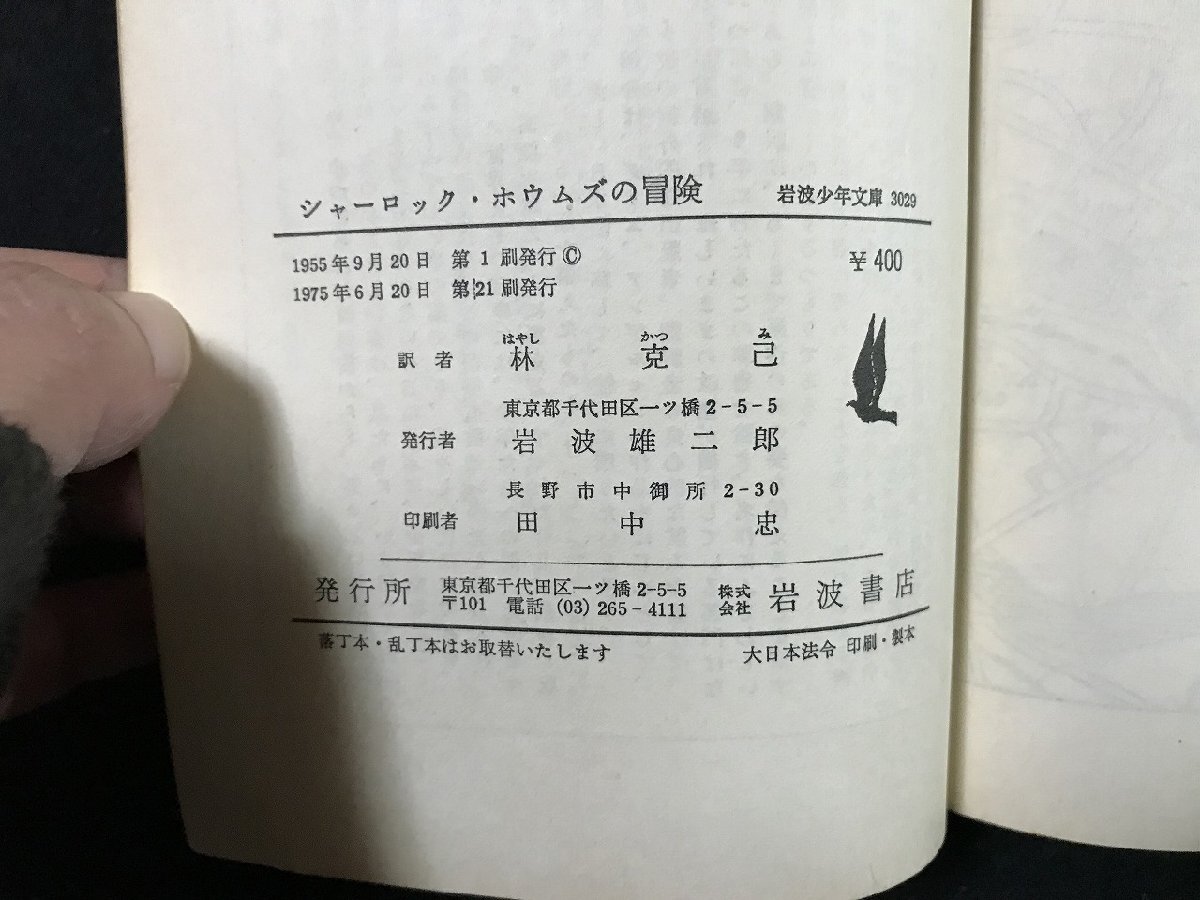 シャーロック・ホウムズの冒険 岩波少年文庫 3029
1955年9月20日 第1刷発行© ¥400
1975年6月20日 第21刷発行
はやし かつ み
訳者 林 克己
東京都千代田区一ツ橋2-5-5
発行者 岩波雄二郎
長野市中御所2-30
印刷者 田中忠
発行所 東京都千代田区一ツ橋2-5-5 株式 岩波書店
〒101 電話 (03) 265-4111 会社
落丁本・乱丁本はお取替いたします 大日本法令 印刷・製本